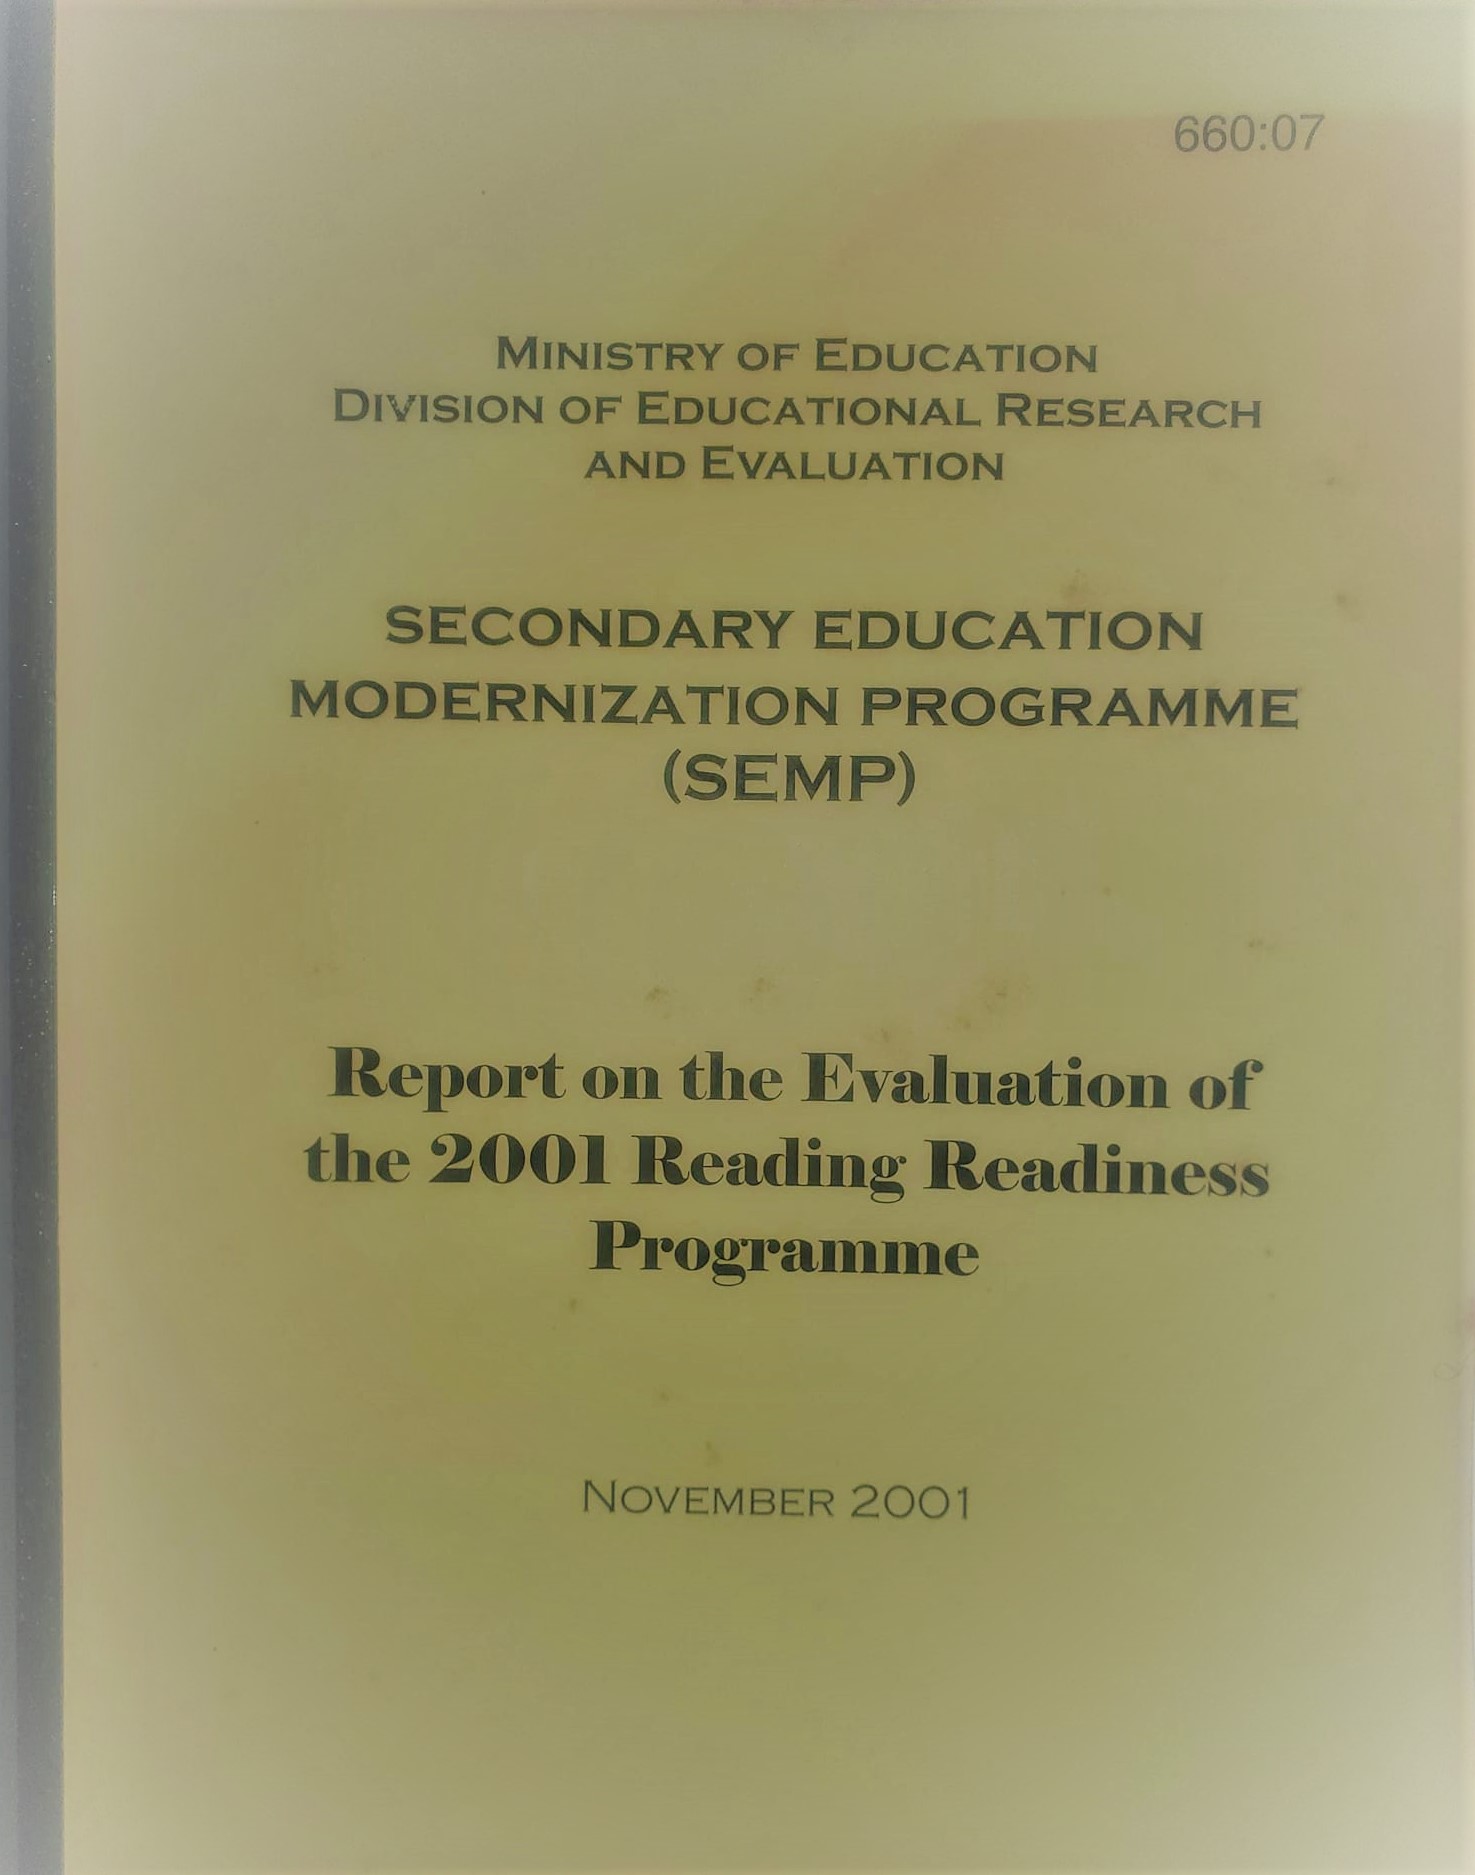 660:07
MINISTRY OF EDUCATION
DIVISION OF EDUCATIONAL RESEARCH
AND EVALUATION
SECONDARY EDUCATION
MODERNIZATION PROGRAMME
(SEMP)
Report on the Evaluation of
the 2001 Reading Readiness
Programme
NOVEMBER 2001